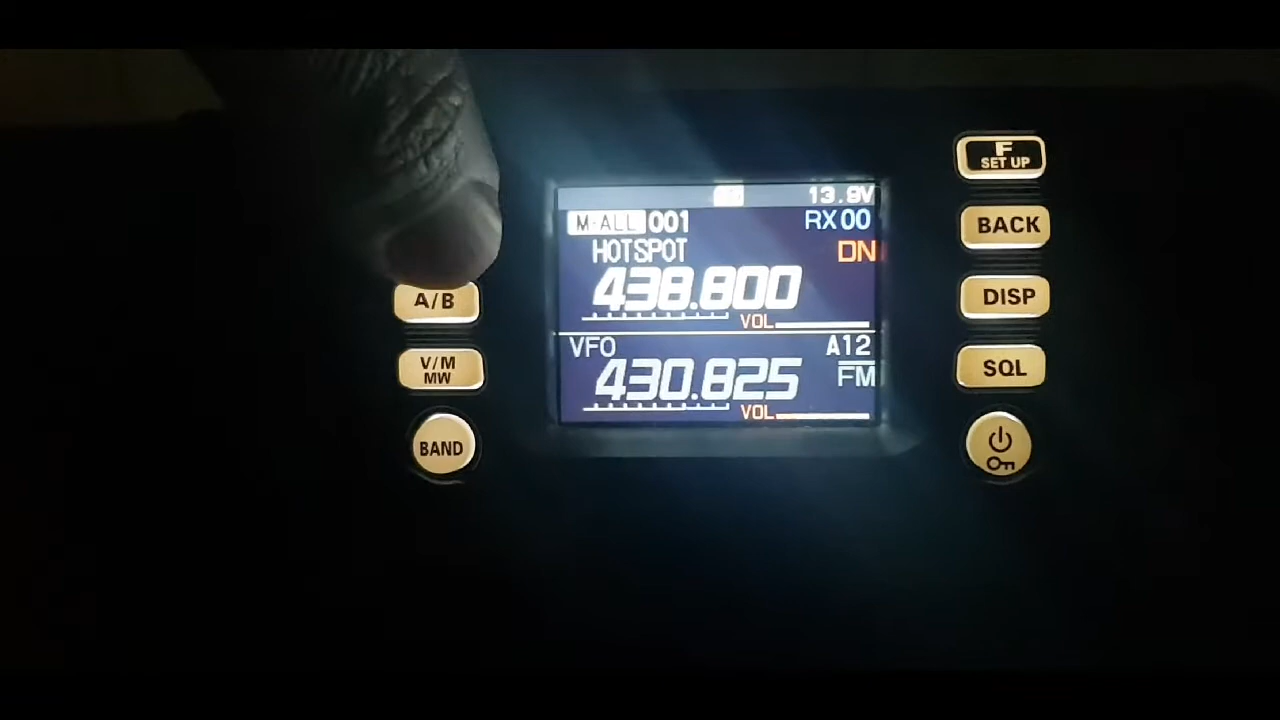 13.9V
M-ALL 001 RX 00
HOTSPOT DN
438.800
VOL
VFO A12
430.825 FM
VOL
A/B
V/M
MW
BAND
F
SET UP
BACK
DISP
SQL